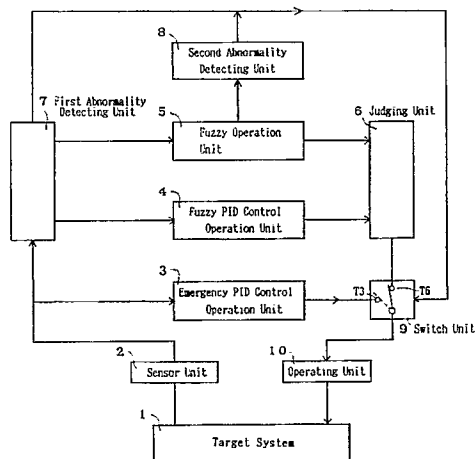 8
Second Abnormality
Detecting Unit
7
First Abnormality
Detecting Unit
5
Fuzzy Operation
Unit
6
Judging Unit
4
Fuzzy PID Control
Operation Unit
3
Emergency PID Control
Operation Unit
T3
T6
9
Switch Unit
2
Sensor Unit
10
Operating Unit
1
Target System